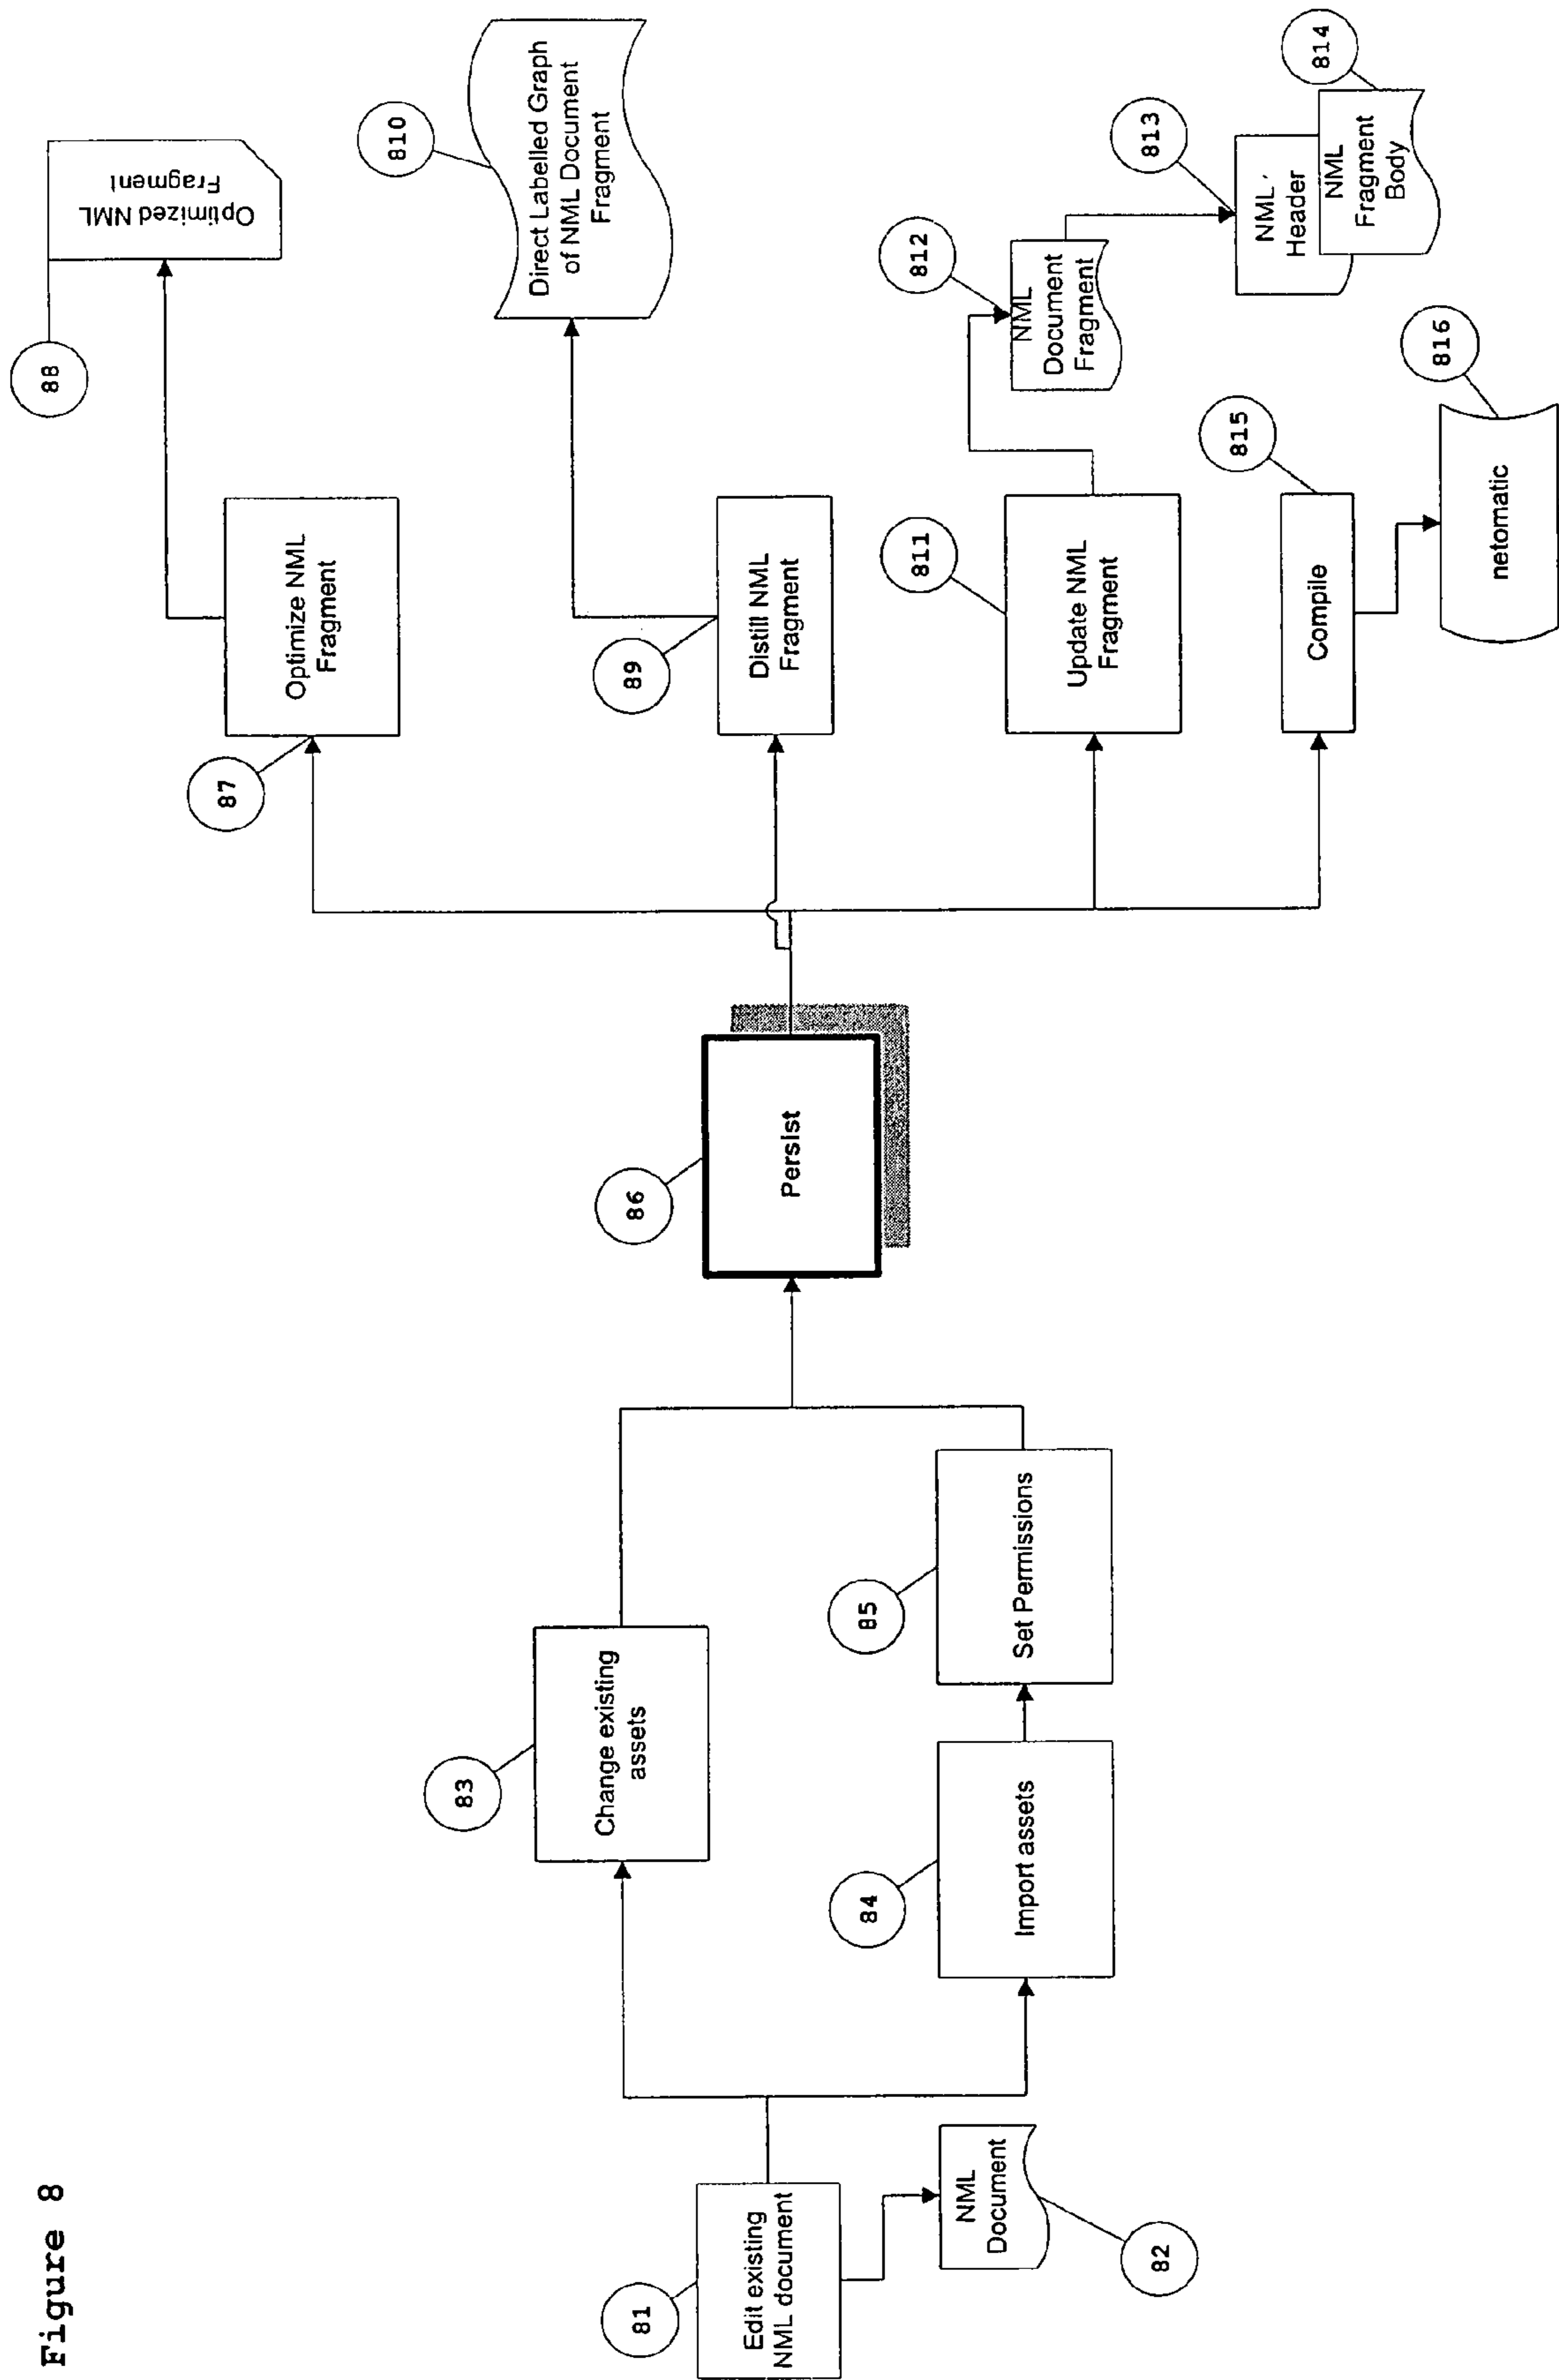 Figure 8
81
Edit existing
NML document
NML
Document
82
83
Change existing
assets
84
Import assets
85
Set Permissions
86
Persist
87
Optimize NML
Fragment
88
Optimized NML
Fragment
89
Distill NML
Fragment
810
Direct Labelled Graph
of NML Document
Fragment
811
Update NML
Fragment
812
NML
Document
Fragment
813
NML
Header
814
NML
Fragment
Body
815
Compile
816
netomatic